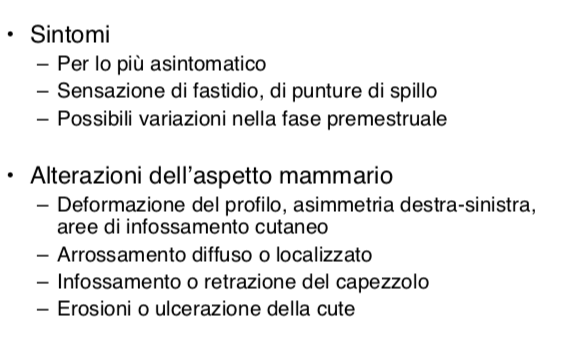 • Sintomi
– Per lo più asintomatico
– Sensazione di fastidio, di punture di spillo
– Possibili variazioni nella fase premestruale
• Alterazioni dell'aspetto mammario
– Deformazione del profilo, asimmetria destra-sinistra,
aree di infossamento cutaneo
– Arrossamento diffuso o localizzato
– Infossamento o retrazione del capezzolo
– Erosioni o ulcerazione della cute